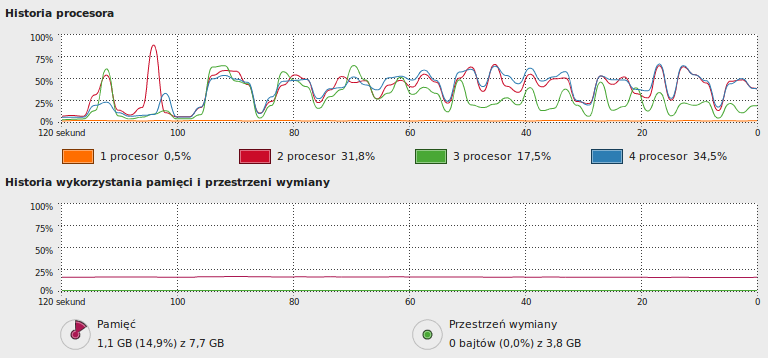 Historia procesora
100%
75%
50%
25%
0%
120 sekund 100 80 60 40 20 0
1 procesor 0,5% 2 procesor 31,8% 3 procesor 17,5% 4 procesor 34,5%
Historia wykorzystania pamięci i przestrzeni wymiany
100%
75%
50%
25%
0%
120 sekund 100 80 60 40 20 0
Pamięć Przestrzeń wymiany
1,1 GB (14,9%) z 7,7 GB 0 bajtów (0,0%) z 3,8 GB